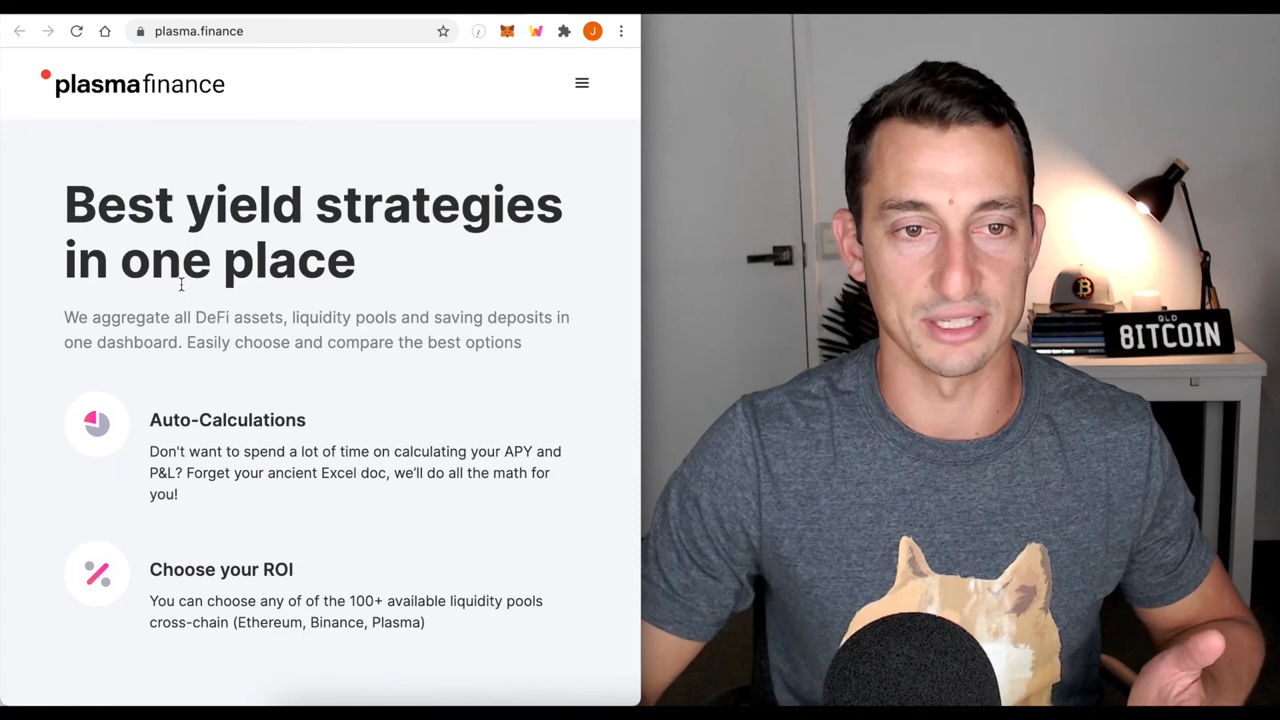 plasma.finance
J
plasmafinance
Best yield strategies
in one place
We aggregate all DeFi assets, liquidity pools and saving deposits in
one dashboard. Easily choose and compare the best options
Auto-Calculations
Don't want to spend a lot of time on calculating your APY and
P&L? Forget your ancient Excel doc, we'll do all the math for
you!
Choose your ROI
You can choose any of of the 100+ available liquidity pools
cross-chain (Ethereum, Binance, Plasma)
QLD
8ITCOIN